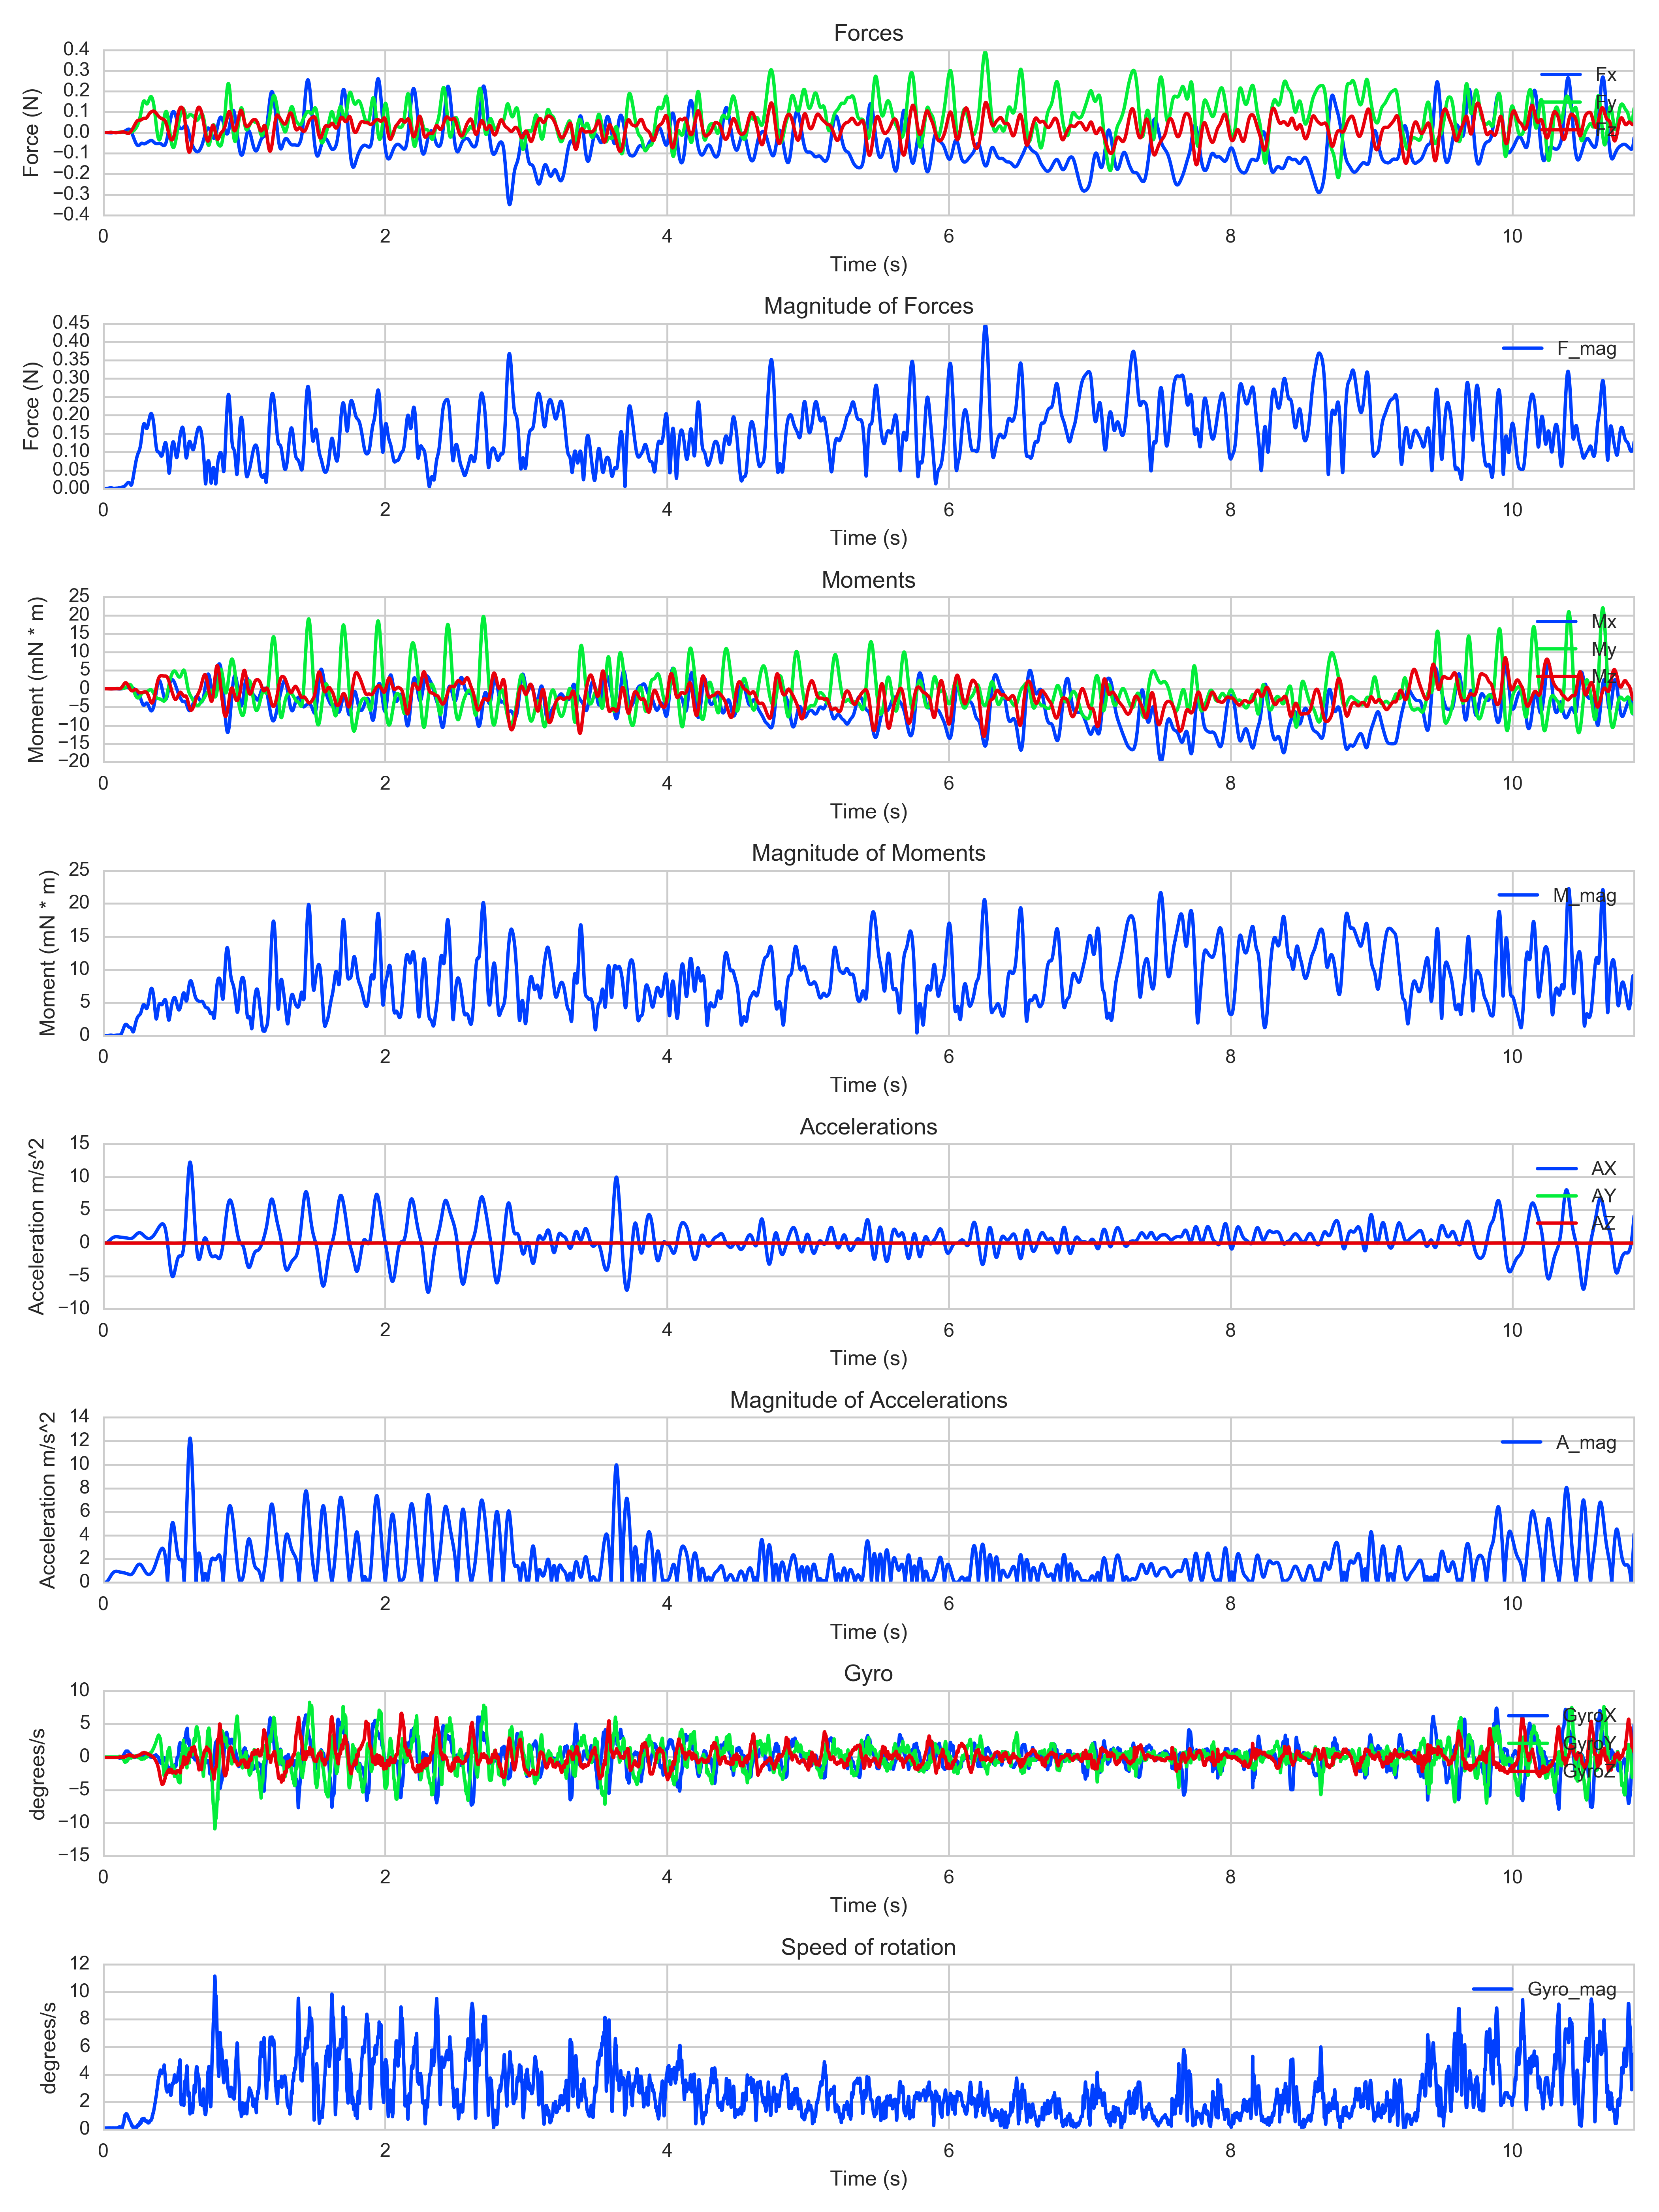 Forces
Force (N)
0.4
0.3
0.2
0.1
0.0
−0.1
−0.2
−0.3
−0.4
Fx
Fy
Fz
0 2 4 6 8 10
Time (s)
Magnitude of Forces
Force (N)
0.45
0.40
0.35
0.30
0.25
0.20
0.15
0.10
0.05
0.00
F_mag
0 2 4 6 8 10
Time (s)
Moments
Moment (mN * m)
25
20
15
10
5
0
−5
−10
−15
−20
Mx
My
Mz
0 2 4 6 8 10
Time (s)
Magnitude of Moments
Moment (mN * m)
25
20
15
10
5
0
M_mag
0 2 4 6 8 10
Time (s)
Accelerations
Acceleration m/s^2
15
10
5
0
−5
−10
AX
AY
AZ
0 2 4 6 8 10
Time (s)
Magnitude of Accelerations
Acceleration m/s^2
14
12
10
8
6
4
2
0
A_mag
0 2 4 6 8 10
Time (s)
Gyro
degrees/s
10
5
0
−5
−10
−15
GyroX
GyroY
GyroZ
0 2 4 6 8 10
Time (s)
Speed of rotation
degrees/s
12
10
8
6
4
2
0
Gyro_mag
0 2 4 6 8 10
Time (s)